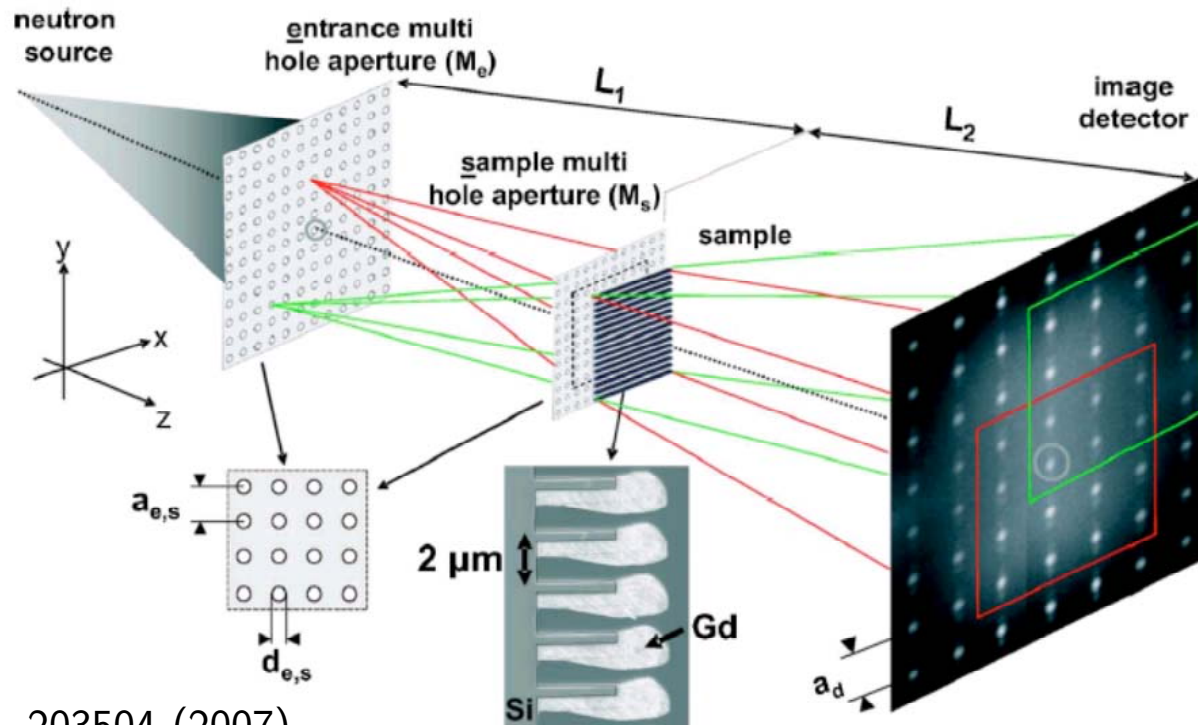 neutron
source
entrance multi
hole aperture (Me)
L1
L2
image
detector
sample multi
hole aperture (Ms)
sample
y
x
z
ae,s
de,s
2 µm
Gd
Si
ad
203504 (2007)